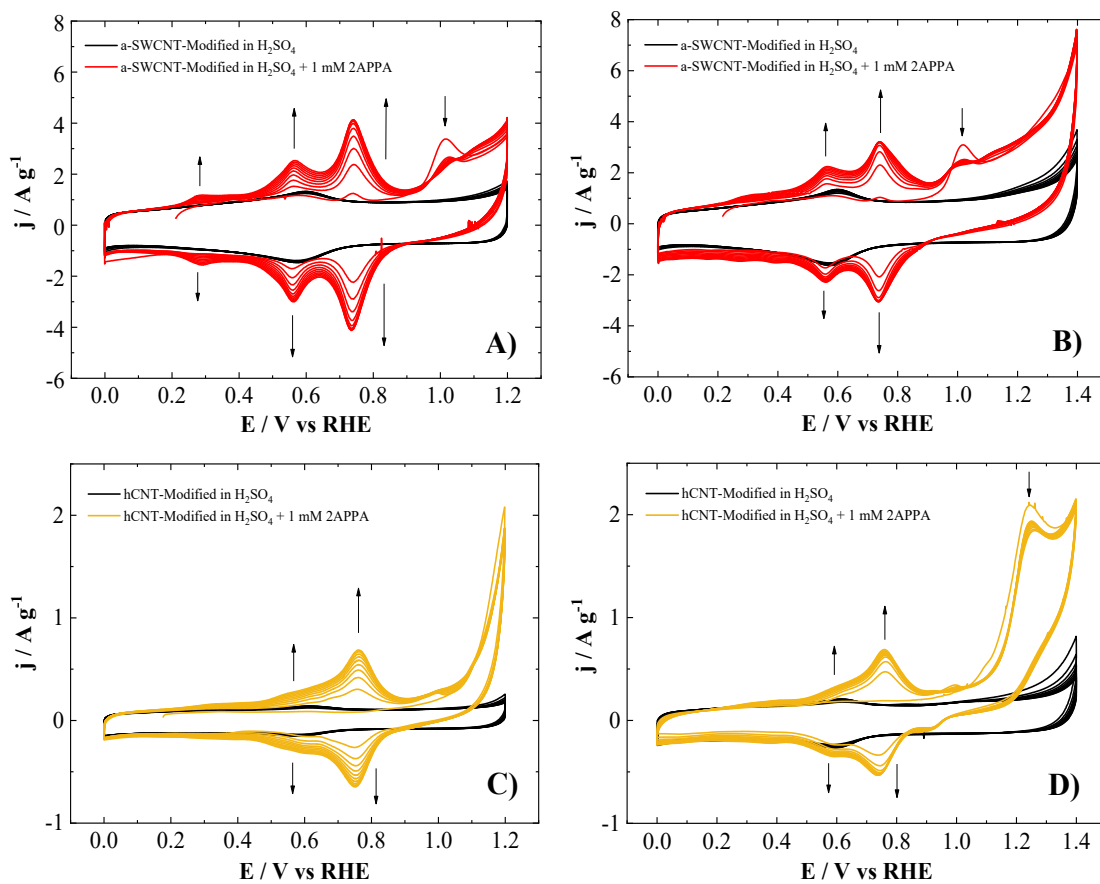 a-SWCNT-Modified in H₂SO₄
a-SWCNT-Modified in H₂SO₄ + 1 mM 2APPA
8
6
4
2
0
-2
-4
-6
j / A g⁻¹
0.0 0.2 0.4 0.6 0.8 1.0 1.2
E / V vs RHE
A)
a-SWCNT-Modified in H₂SO₄
a-SWCNT-Modified in H₂SO₄ + 1 mM 2APPA
8
6
4
2
0
-2
-4
-6
j / A g⁻¹
0.0 0.2 0.4 0.6 0.8 1.0 1.2 1.4
E / V vs RHE
B)
hCNT-Modified in H₂SO₄
hCNT-Modified in H₂SO₄ + 1 mM 2APPA
2
1
0
-1
j / A g⁻¹
0.0 0.2 0.4 0.6 0.8 1.0 1.2
E / V vs RHE
C)
hCNT-Modified in H₂SO₄
hCNT-Modified in H₂SO₄ + 1 mM 2APPA
2
1
0
-1
j / A g⁻¹
0.0 0.2 0.4 0.6 0.8 1.0 1.2 1.4
E / V vs RHE
D)